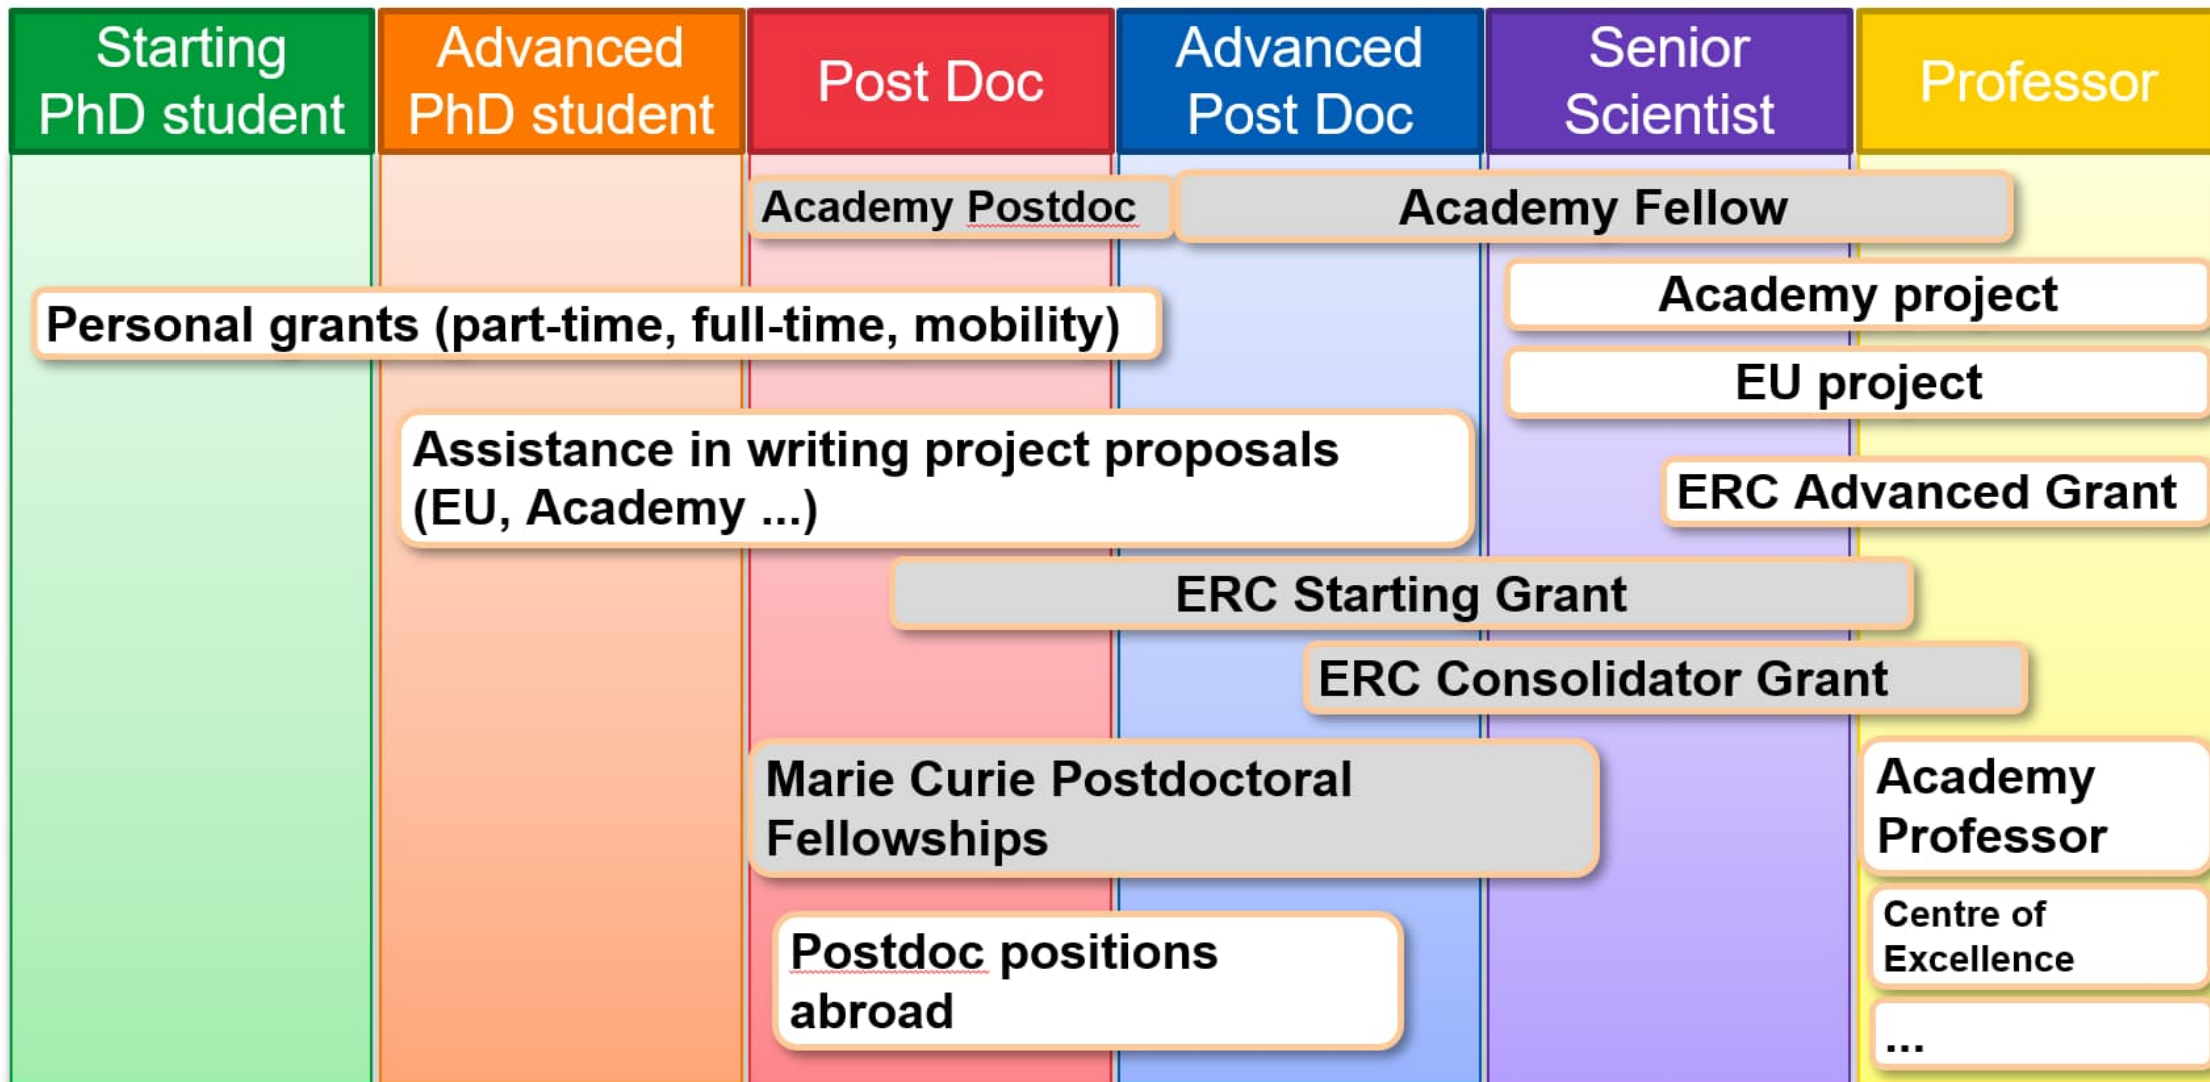 Starting
PhD student
Advanced
PhD student
Post Doc
Advanced
Post Doc
Senior
Scientist
Professor
Academy Postdoc
Academy Fellow
Academy project
Personal grants (part-time, full-time, mobility)
EU project
Assistance in writing project proposals
(EU, Academy ...)
ERC Advanced Grant
ERC Starting Grant
ERC Consolidator Grant
Marie Curie Postdoctoral
Fellowships
Academy
Professor
Centre of
Excellence
Postdoc positions
abroad
...